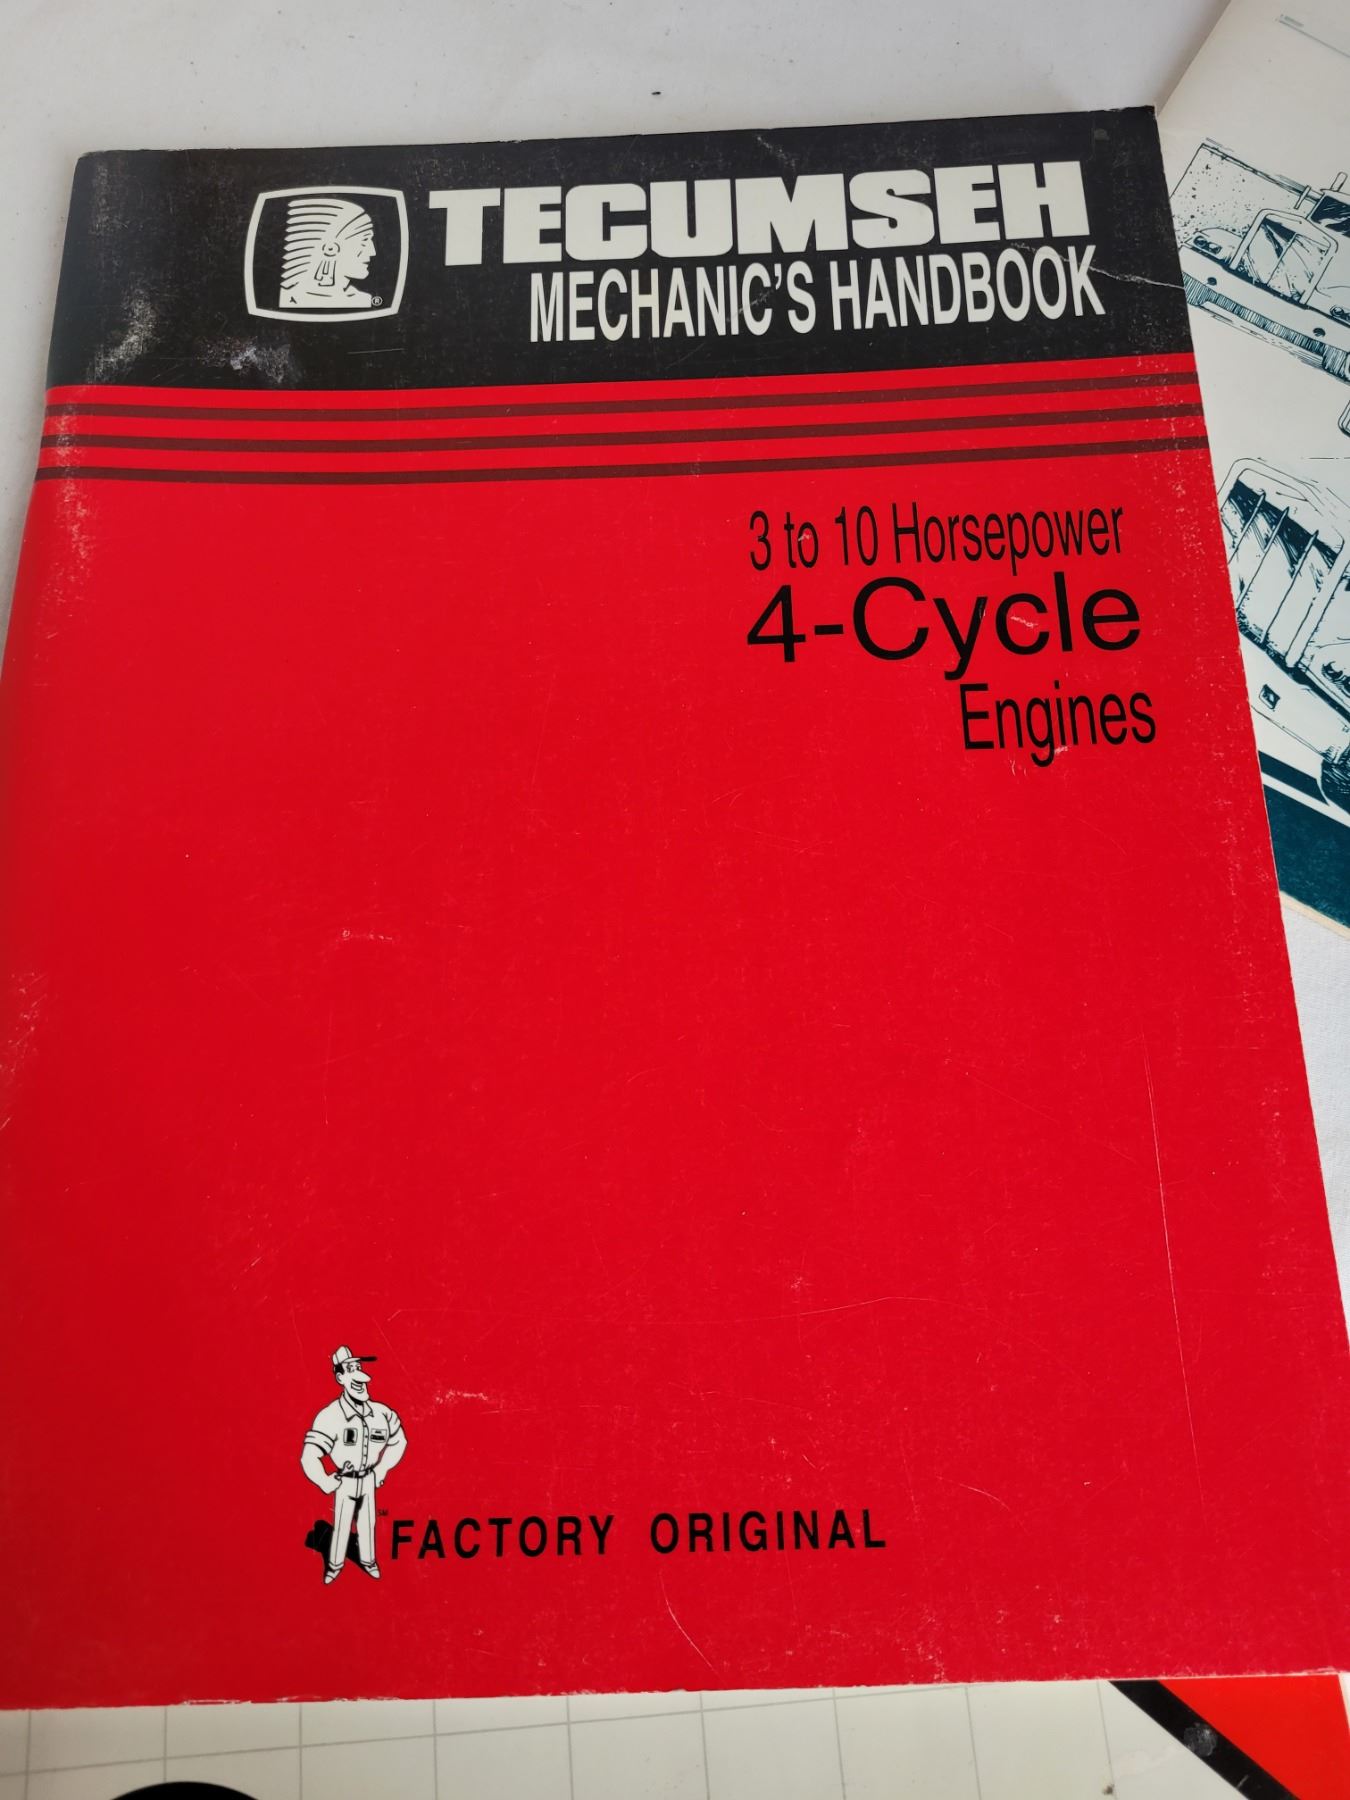 TECUMSEH
MECHANIC'S HANDBOOK
3 to 10 Horsepower
4-Cycle
Engines
FACTORY ORIGINAL